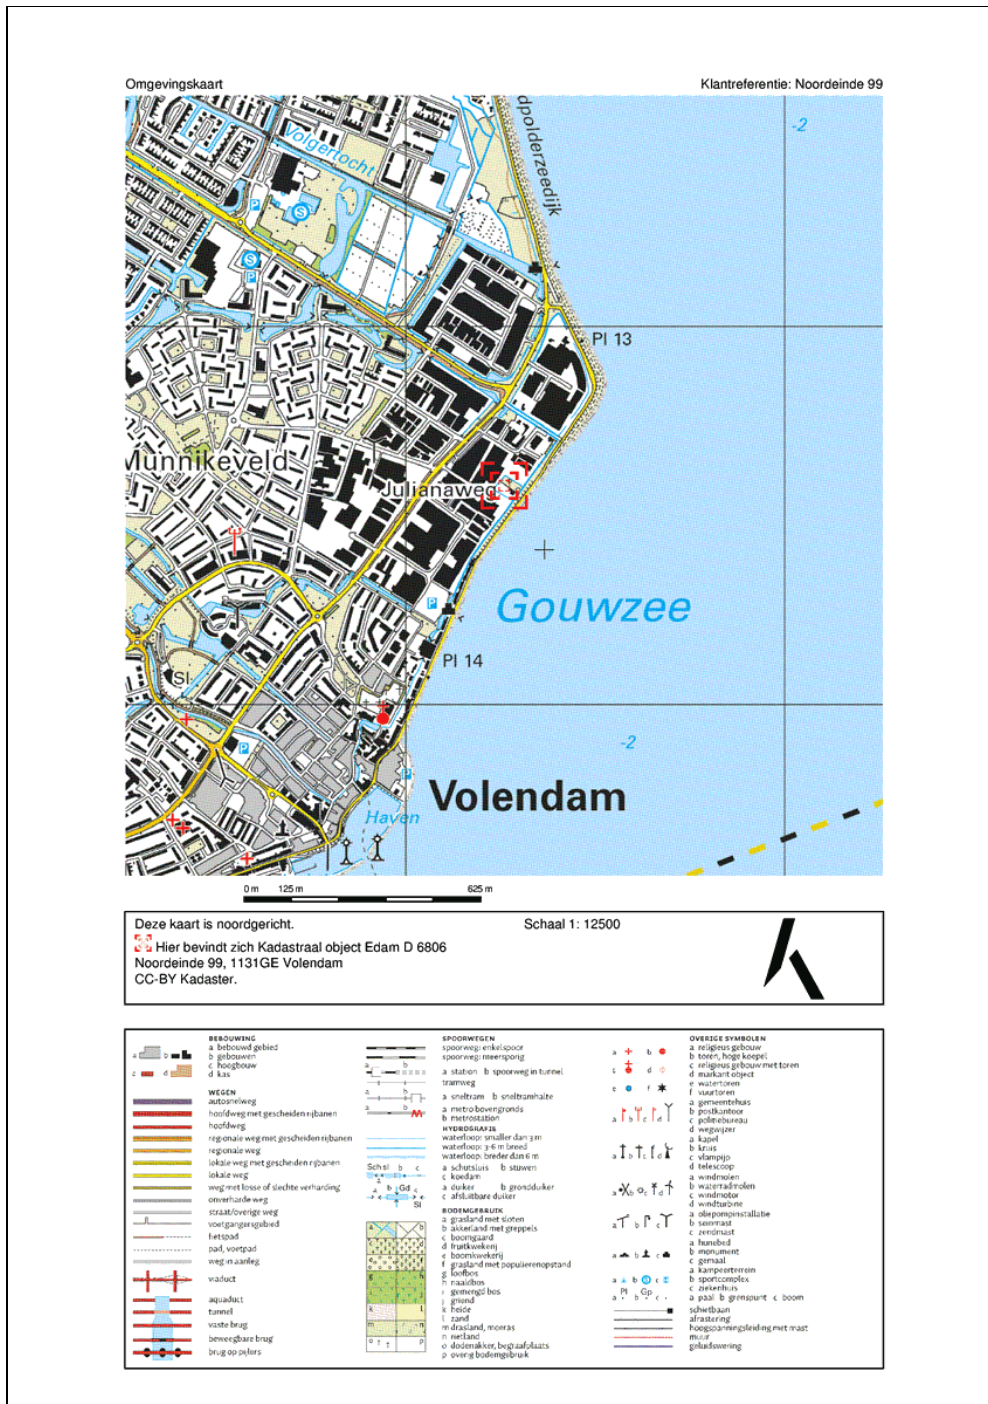 Omgevingskaart
Klantreferentie: Noordeinde 99
dpolderzeedijk
-2
Volgertocht
P
S
S
P
Pl 13
Munnikeveld
Julianaweg
Gouwzee
P
Pl 14
Sl
P
-2
P
Volendam
Haven
0 m 125 m 625 m
Deze kaart is noordgericht.
Schaal 1: 12500
Hier bevindt zich Kadastraal object Edam D 6806
Noordeinde 99, 1131GE Volendam
CC-BY Kadaster.
BEBOUWING
a bebouwd gebied
b gebouwen
c hoogbouw
d kas
WEGEN
autosnelweg
hoofdweg met gescheiden rijbanen
hoofdweg
regionale weg met gescheiden rijbanen
regionale weg
lokale weg met gescheiden rijbanen
lokale weg
weg met losse of slechte verharding
onverharde weg
straat/overige weg
voetgangersgebied
fietspad
pad, voetpad
weg in aanleg
viaduct
aquaduct
tunnel
vaste brug
beweegbare brug
brug op pijlers
SPOORWEGEN
spoorweg: enkelspoor
spoorweg: meersporig
a station b spoorweg in tunnel
tramweg
a sneltram b sneltramhalte
a metro bovengronds
b metrostation
HYDROGRAFIE
waterloop: smaller dan 3 m
waterloop: 3-6 m breed
waterloop: breder dan 6 m
a schutsluis b stuwen
c koedam
a duiker b grondduiker
c afsluitbare duiker
BODEMGEBRUIK
a grasland met sloten
b akkerland met greppels
c boomgaard
d fruitkwekerij
e boomkwekerij
f grasland met populierenopstand
g loofbos
h naaldbos
i gemengd bos
j griend
k heide
l zand
m drasland, moeras
n rietland
o dodenakker, begraafplaats
p overig bodemgebruik
OVERIGE SYMBOLEN
a religieus gebouw
b toren, hoge koepel
c religieus gebouw met toren
d markant object
e watertoren
f vuurtoren
a gemeentehuis
b postkantoor
c politiebureau
d wegwijzer
a kapel
b kruis
c vlampijp
d telescoop
a windmolen
b waterradmolen
c windmotor
d windturbine
a oliepompinstallatie
b seinmast
c zendmast
a hunebed
b monument
c gemaal
a kampeerterrein
b sportcomplex
c ziekenhuis
a paal b grenspunt c boom
schietbaan
afrastering
hoogspanningsleiding met mast
muur
geluidswering